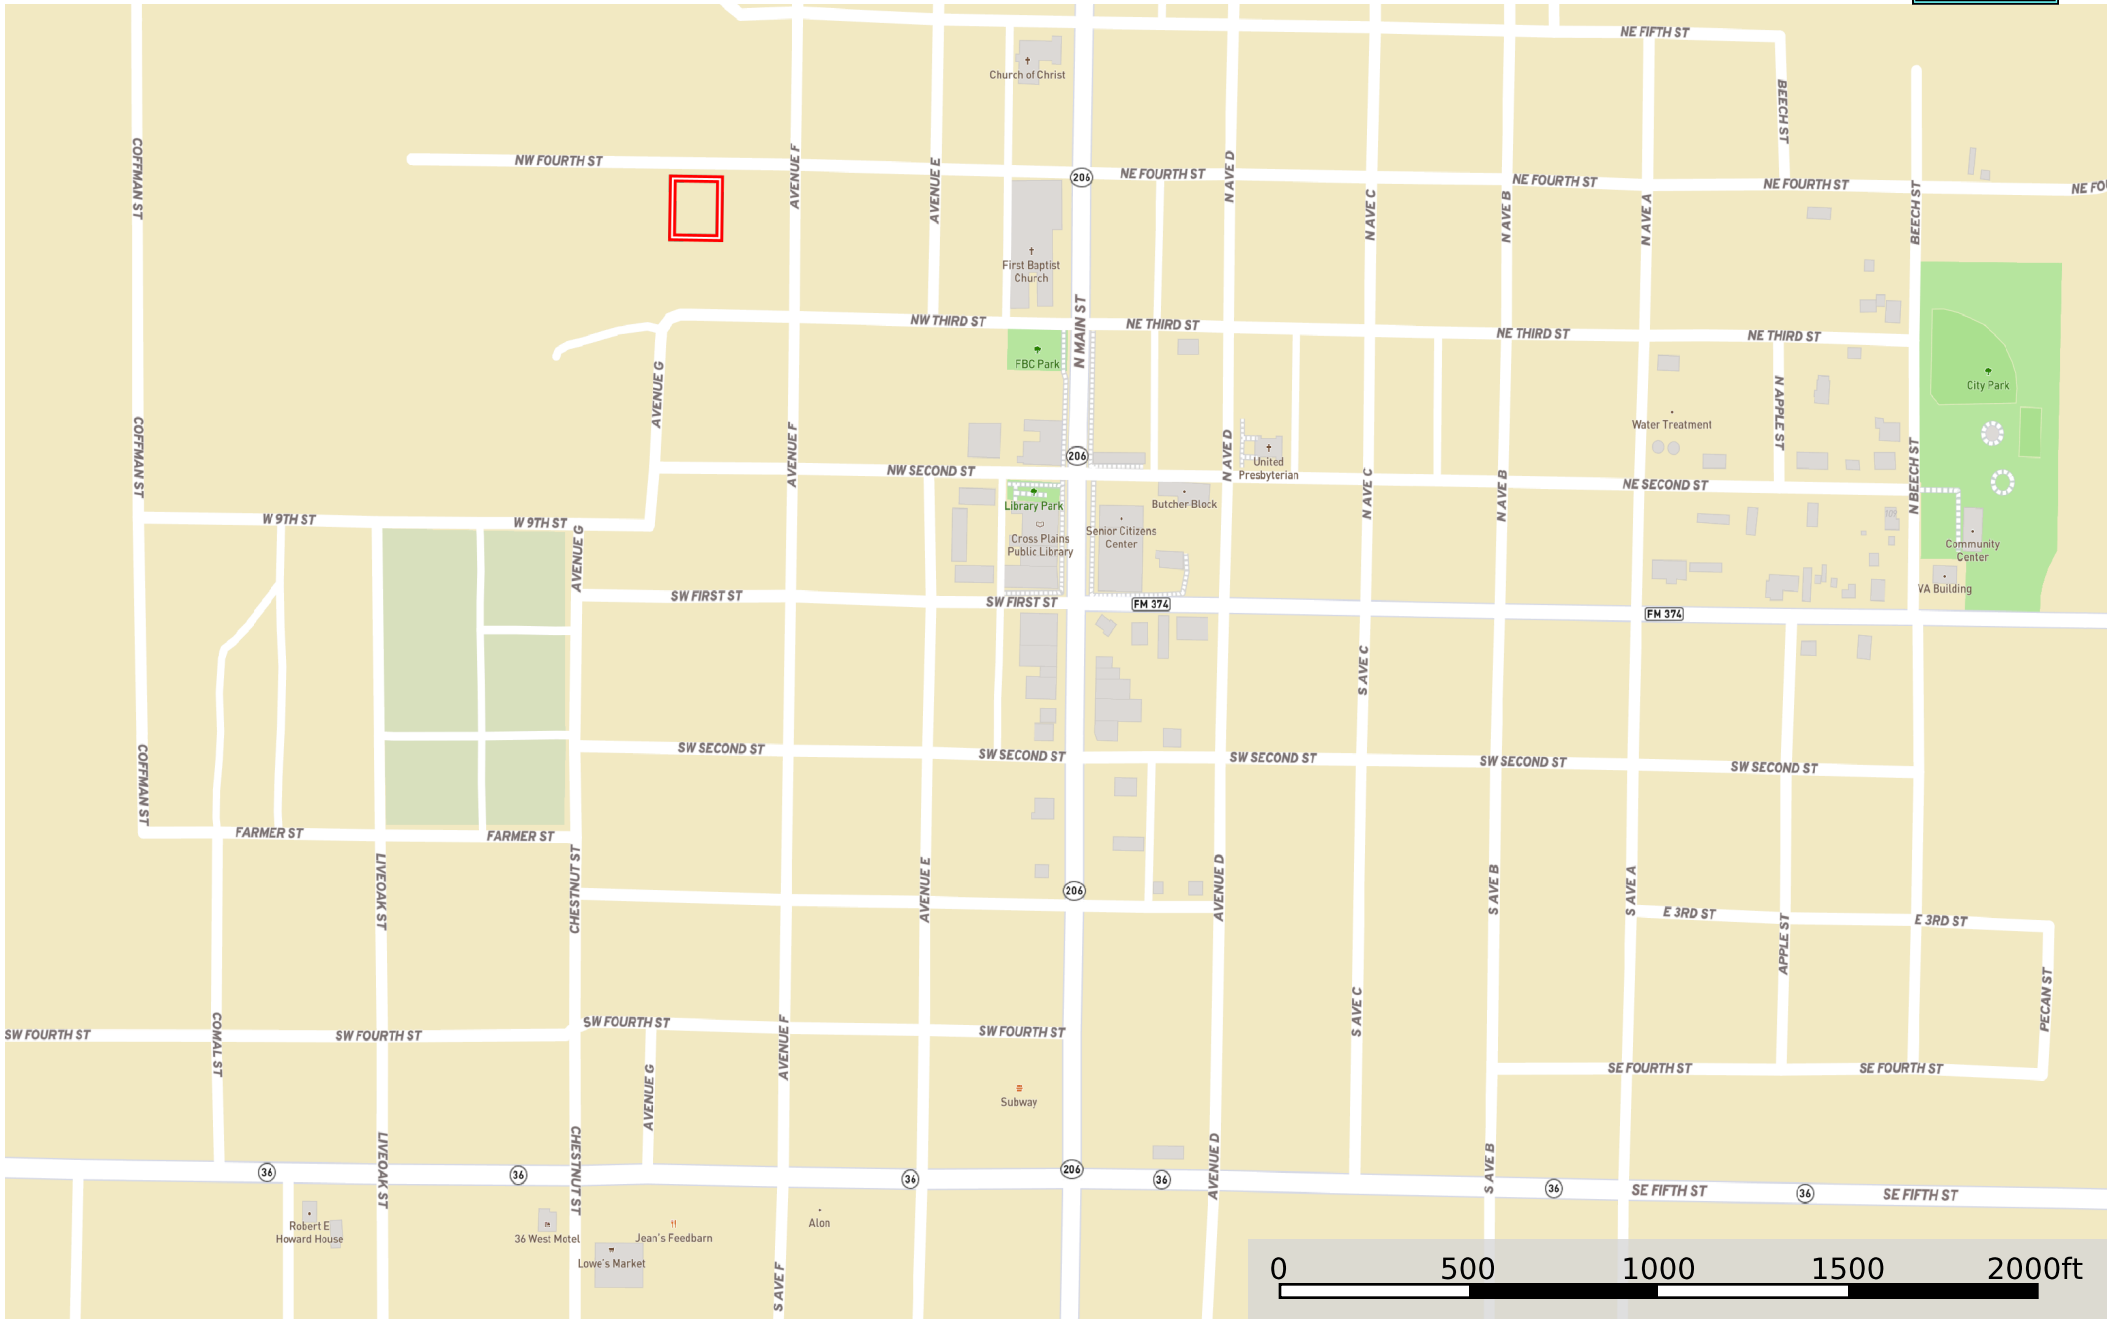 NE FIFTH ST
Church of Christ
BEECH ST
COFFMAN ST
NW FOURTH ST
AVENUE F
AVENUE E
206
NE FOURTH ST
N AVE D
N AVE C
NE FOURTH ST
N AVE B
N AVE A
NE FOURTH ST
BEECH ST
NE FO
First Baptist
Church
N MAIN ST
NW THIRD ST
NE THIRD ST
NE THIRD ST
NE THIRD ST
FBC Park
AVENUE G
City Park
N APPLE ST
Water Treatment
COFFMAN ST
AVENUE F
206
N AVE D
United
Presbyterian
NW SECOND ST
N AVE C
N AVE B
NE SECOND ST
N BEECH ST
Library Park
Butcher Block
W 9TH ST
W 9TH ST
AVENUE G
Cross Plains
Public Library
Senior Citizens
Center
Community
Center
VA Building
SW FIRST ST
SW FIRST ST
FM 374
FM 374
S AVE C
COFFMAN ST
SW SECOND ST
SW SECOND ST
SW SECOND ST
SW SECOND ST
SW SECOND ST
FARMER ST
FARMER ST
LIVEOAK ST
CHESTNUT ST
AVENUE E
206
AVENUE D
S AVE B
S AVE A
E 3RD ST
E 3RD ST
APPLE ST
PECAN ST
S AVE C
SW FOURTH ST
COMAL ST
SW FOURTH ST
SW FOURTH ST
AVENUE F
SW FOURTH ST
AVENUE G
SE FOURTH ST
SE FOURTH ST
Subway
LIVEOAK ST
CHESTNUT ST
AVENUE D
S AVE B
36
36
36
206
36
36
SE FIFTH ST
36
SE FIFTH ST
Robert E
Howard House
36 West Motel
Jean's Feedbarn
Alon
Lowe's Market
S AVE F
0 500 1000 1500 2000ft